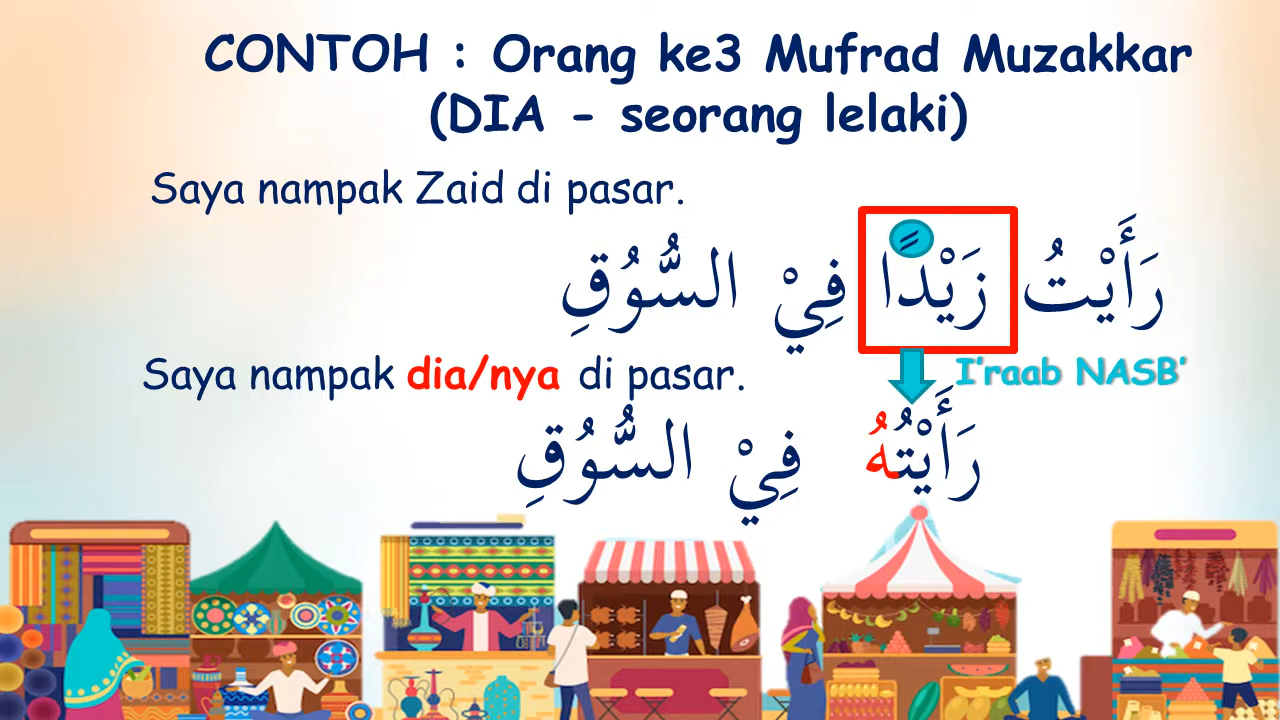 CONTOH : Orang ke3 Mufrad Muzakkar
(DIA - seorang lelaki)
Saya nampak Zaid di pasar.
رَأَيْتُ زَيْدًا فِيْ السُّوُقِ
Saya nampak dia/nya di pasar.
I'raab NASB'
رَأَيْتُهُ فِيْ السُّوُقِ